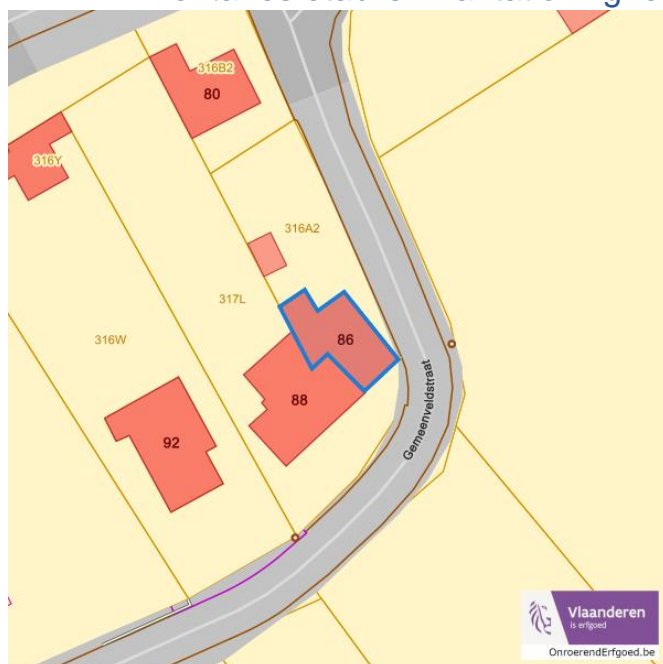 316B2
80
316Y
316A2
317L
316W
86
88
92
Gemeenveldstraat
Vlaanderen
is erfgoed
OnroerendErfgoed.be